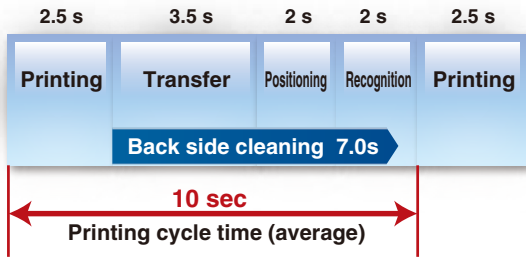 2.5 s 3.5 s 2 s 2 s 2.5 s
Printing Transfer Positioning Recognition Printing
Back side cleaning 7.0s
10 sec
Printing cycle time (average)